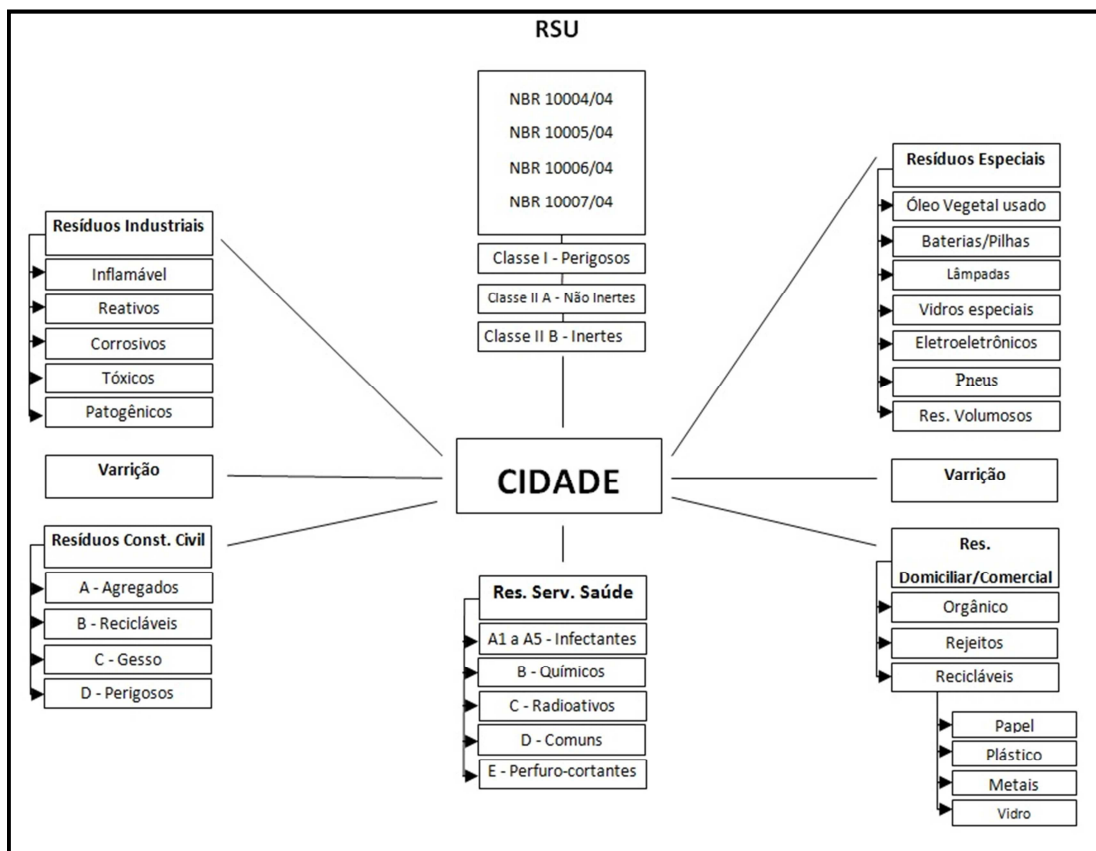 RSU
NBR 10004/04
NBR 10005/04
NBR 10006/04
NBR 10007/04
Classe I - Perigosos
Classe II A - Não Inertes
Classe II B - Inertes
Resíduos Industriais
Inflamável
Reativos
Corrosivos
Tóxicos
Patogênicos
Varrição
Resíduos Const. Civil
A - Agregados
B - Recicláveis
C - Gesso
D - Perigosos
CIDADE
Res. Serv. Saúde
A1 a A5 - Infectantes
B - Químicos
C - Radioativos
D - Comuns
E - Perfuro-cortantes
Resíduos Especiais
Óleo Vegetal usado
Baterias/Pilhas
Lâmpadas
Vidros especiais
Eletroeletrônicos
Pneus
Res. Volumosos
Varrição
Res.
Domiciliar/Comercial
Orgânico
Rejeitos
Recicláveis
Papel
Plástico
Metais
Vidro